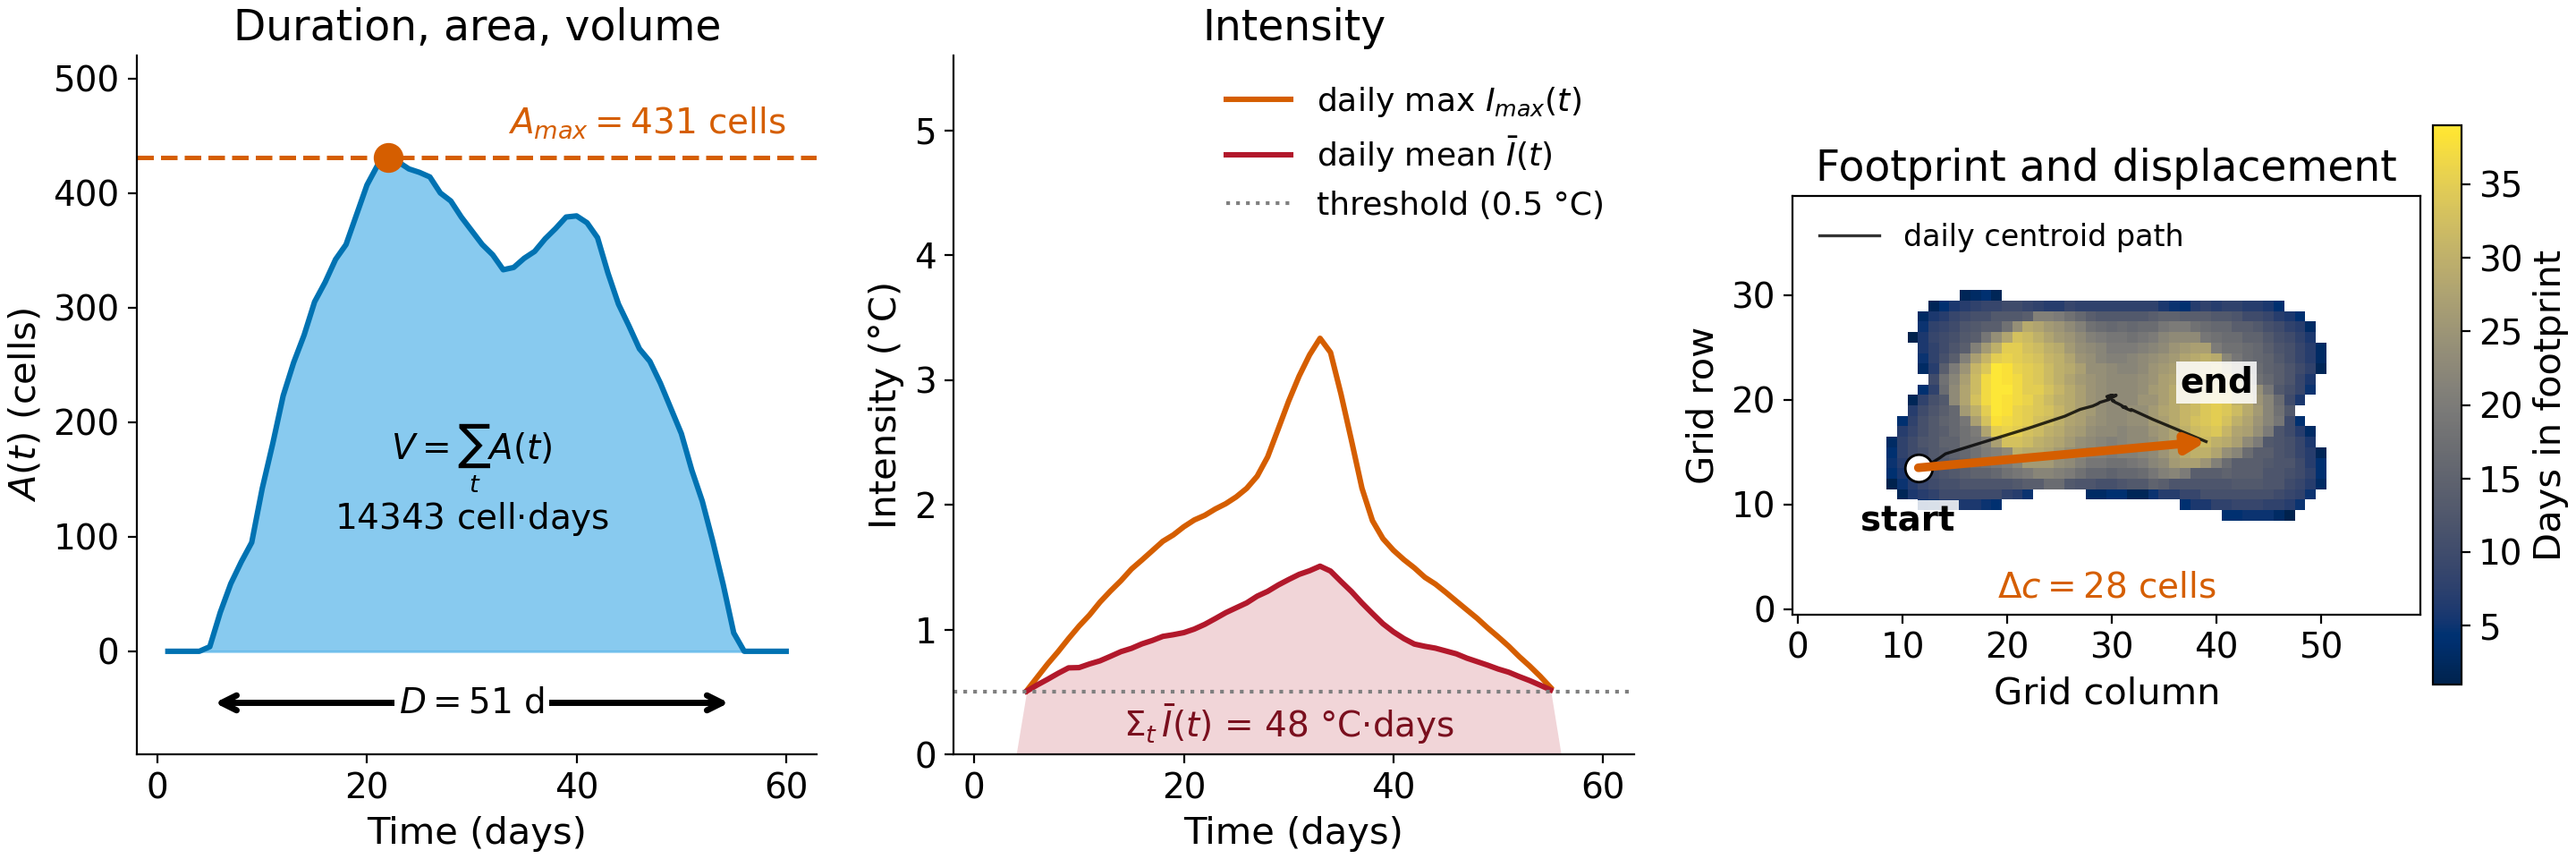 Duration, area, volume
500
400
300
200
100
0
A(t) (cells)
A_max = 431 cells
V = ∑_t A(t)
14343 cell·days
D = 51 d
0
20
40
60
Time (days)
Intensity
daily max I_max(t)
daily mean Ī(t)
threshold (0.5 °C)
5
4
3
2
1
0
Intensity (°C)
Σ_t Ī(t) = 48 °C·days
0
20
40
60
Time (days)
Footprint and displacement
daily centroid path
30
20
10
0
Grid row
end
start
Δc = 28 cells
0
10
20
30
40
50
Grid column
35
30
25
20
15
10
5
Days in footprint